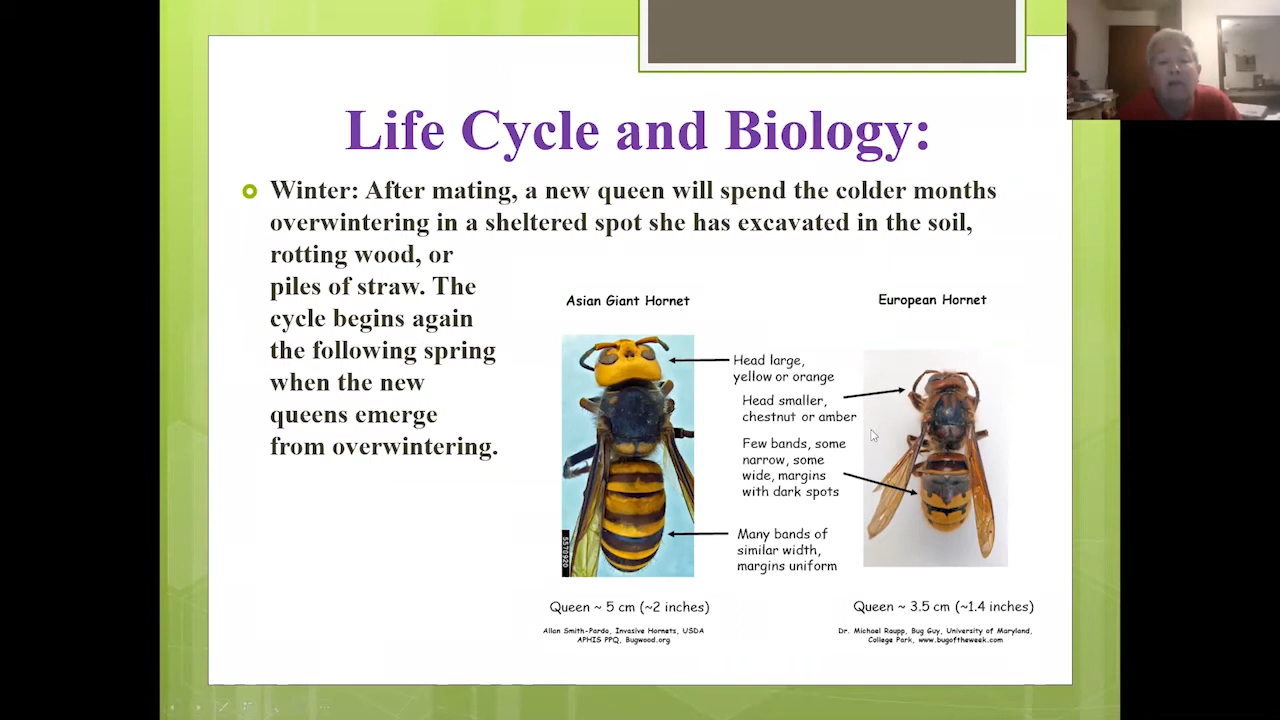 Life Cycle and Biology:
Winter: After mating, a new queen will spend the colder months
overwintering in a sheltered spot she has excavated in the soil,
rotting wood, or
piles of straw. The
cycle begins again
the following spring
when the new
queens emerge
from overwintering.
Asian Giant Hornet
European Hornet
Head large,
yellow or orange
Head smaller,
chestnut or amber
Few bands, some
narrow, some
wide, margins
with dark spots
Many bands of
similar width,
margins uniform
5570920
Queen ~ 5 cm (~2 inches)
Queen ~ 3.5 cm (~1.4 inches)
Allan Smith-Pardo, Invasive Hornets, USDA
APHIS PPQ, Bugwood.org
Dr. Michael Raupp, Bug Guy, University of Maryland,
College Park, www.bugoftheweek.com